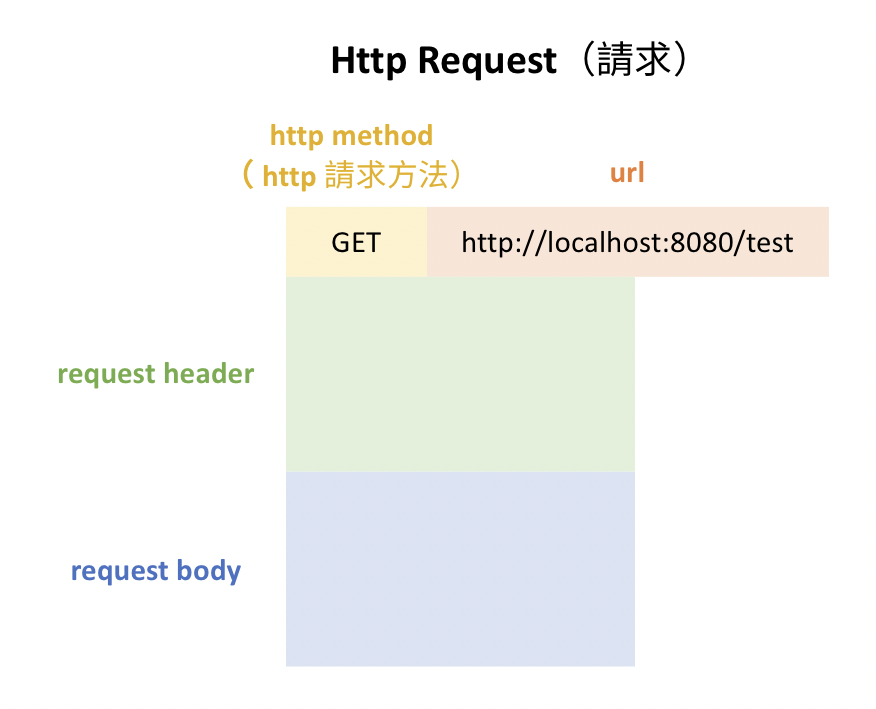 Http Request（請求）
http method
（ http 請求方法）
url
GET
http://localhost:8080/test
request header
request body